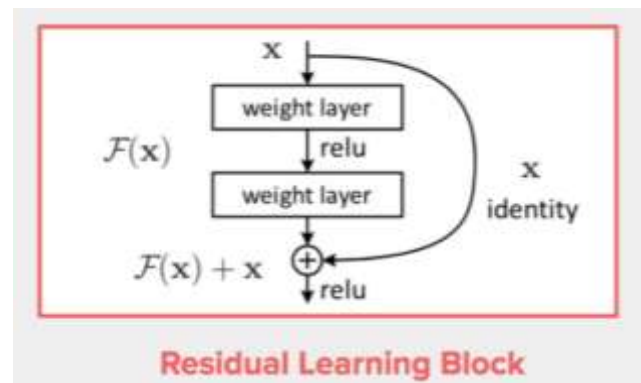 x
weight layer
relu
F(x)
x
weight layer
identity
F(x) + x
+
relu
Residual Learning Block